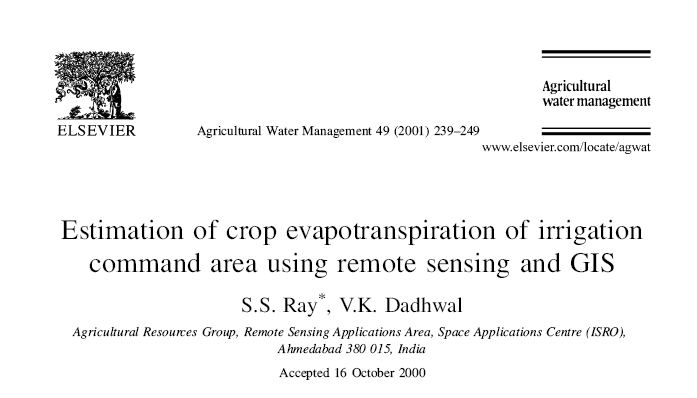 ELSEVIER
Agricultural Water Management 49 (2001) 239–249
Agricultural
water management
www.elsevier.com/locate/agwat
Estimation of crop evapotranspiration of irrigation
command area using remote sensing and GIS
S.S. Ray*, V.K. Dadhwal
Agricultural Resources Group, Remote Sensing Applications Area, Space Applications Centre (ISRO),
Ahmedabad 380 015, India
Accepted 16 October 2000